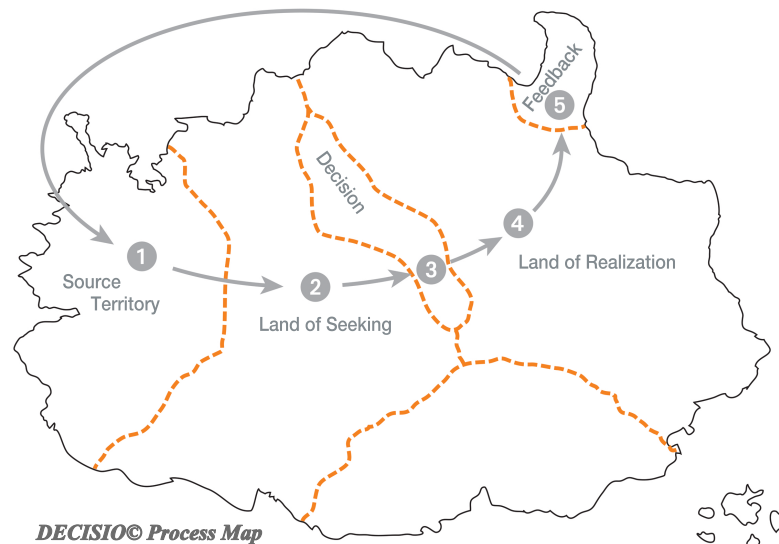 Feedback
5
Decision
1
Source
Territory
2
Land of Seeking
3
4
Land of Realization
DECISIO© Process Map